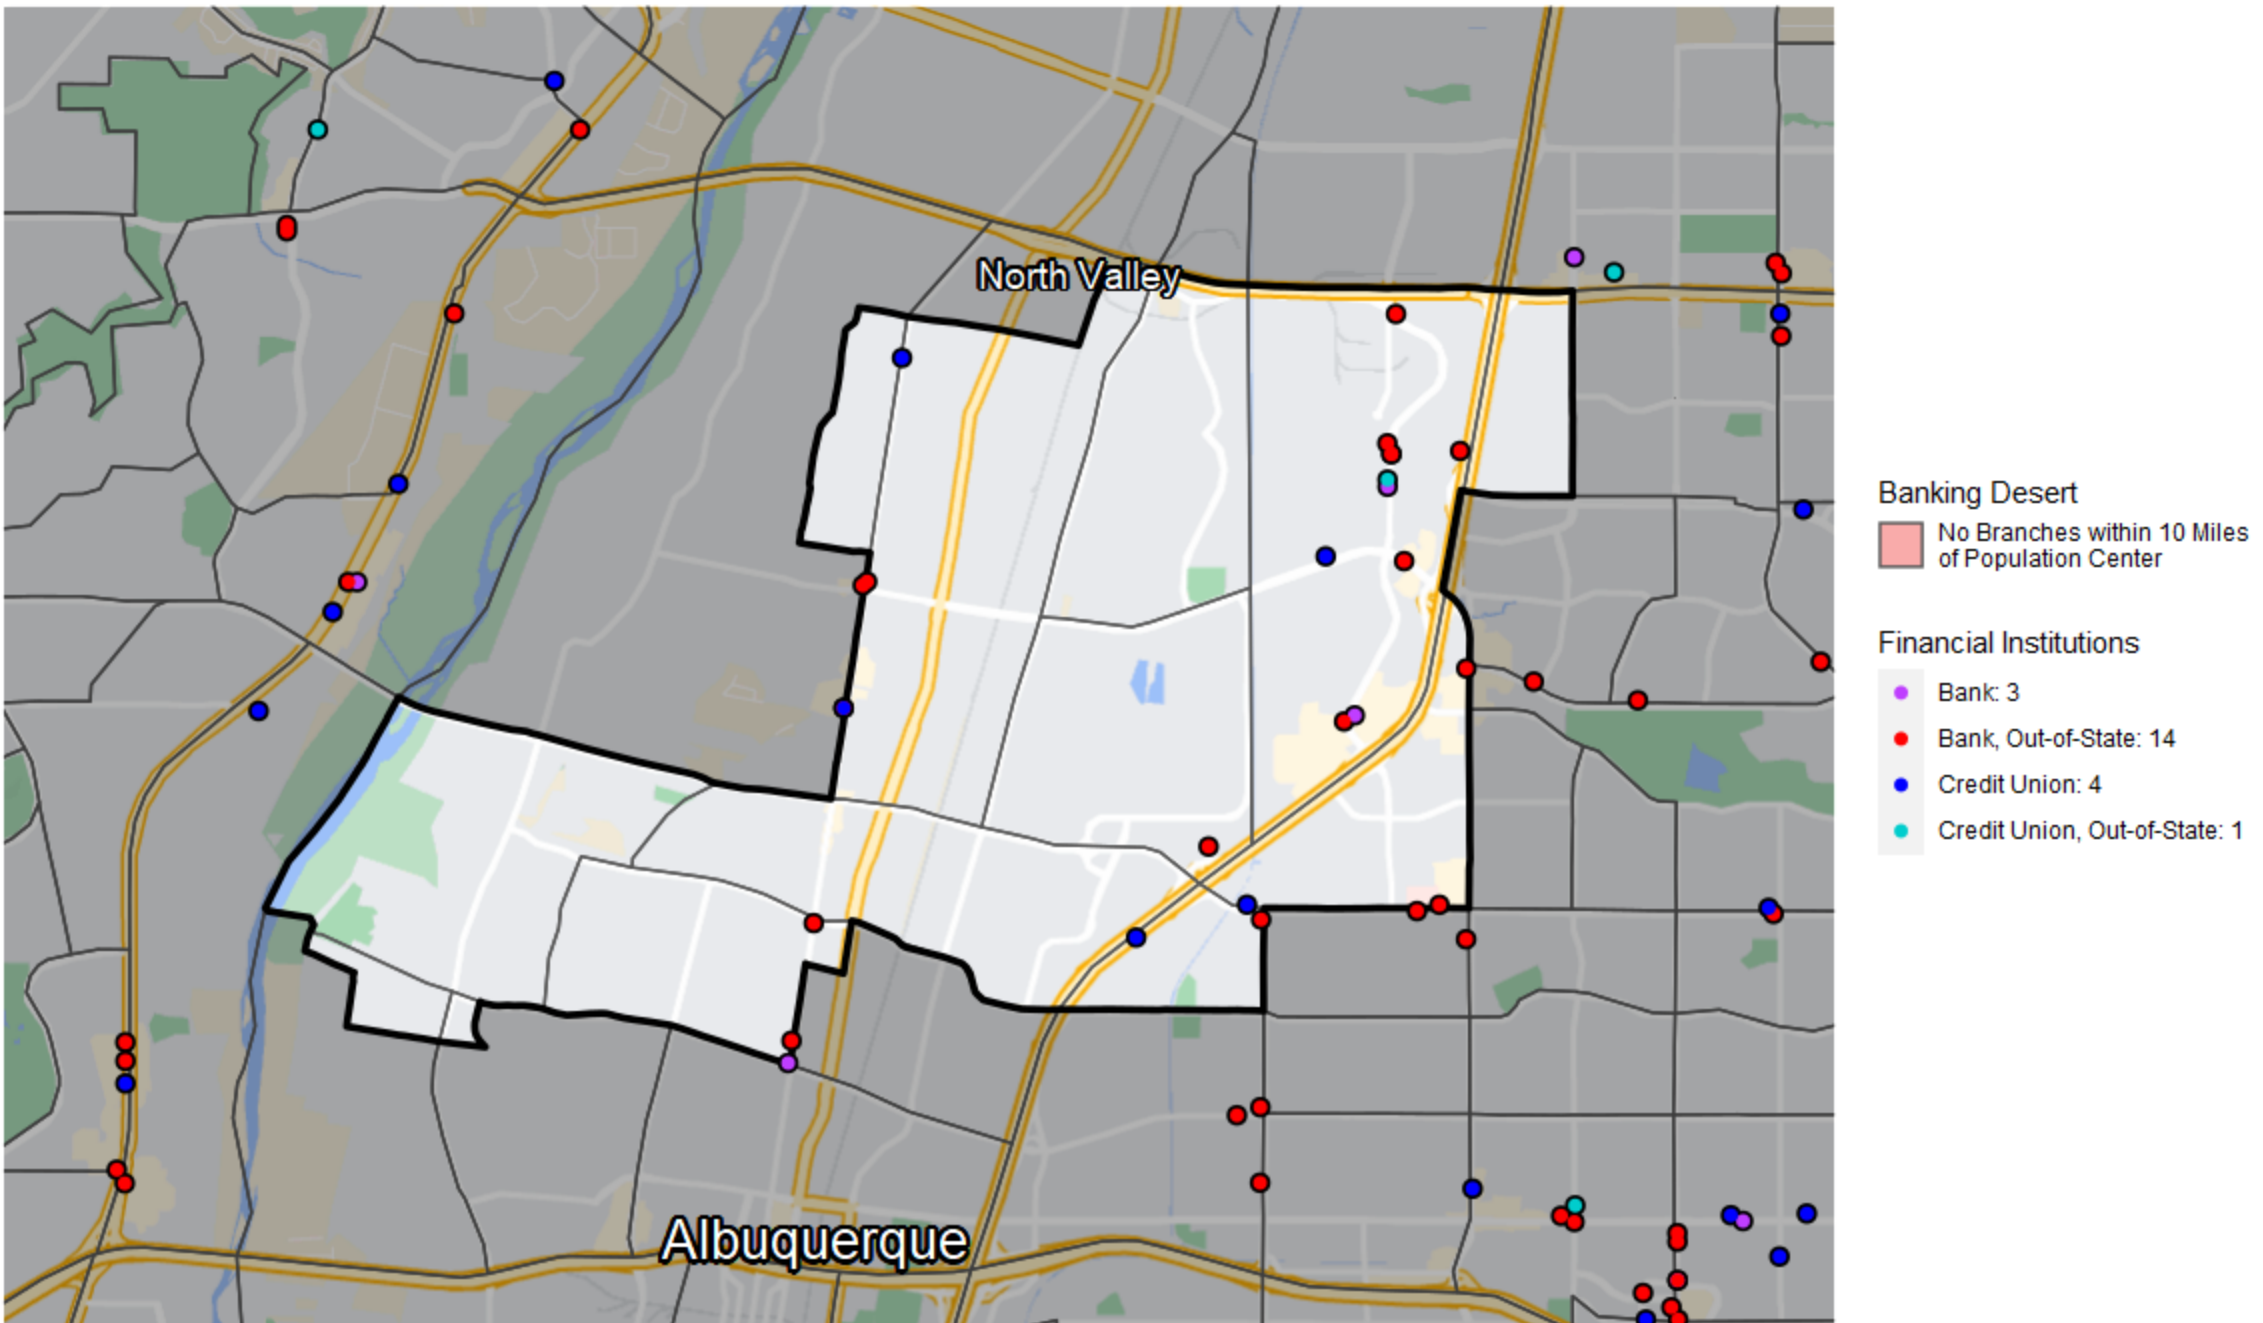 North Valley
Albuquerque
Banking Desert
No Branches within 10 Miles
of Population Center
Financial Institutions
Bank: 3
Bank, Out-of-State: 14
Credit Union: 4
Credit Union, Out-of-State: 1